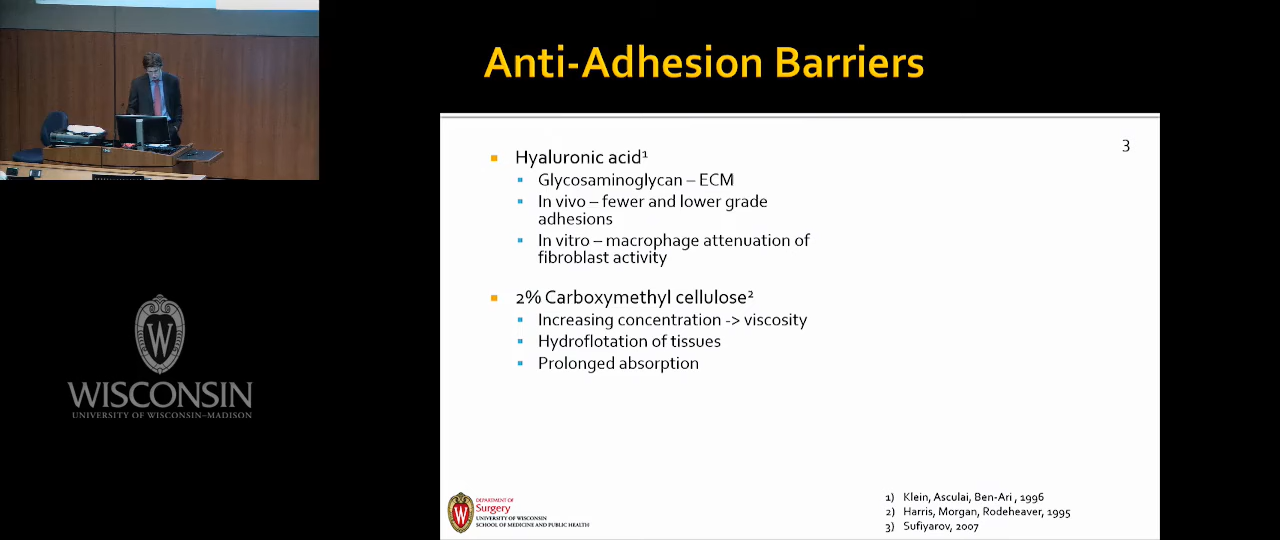 Anti-Adhesion Barriers
3
Hyaluronic acid¹
Glycosaminoglycan – ECM
In vivo – fewer and lower grade
adhesions
In vitro – macrophage attenuation of
fibroblast activity
2% Carboxymethyl cellulose²
Increasing concentration -> viscosity
Hydroflotation of tissues
Prolonged absorption
W
WISCONSIN
UNIVERSITY OF WISCONSIN–MADISON
W
DEPARTMENT OF
Surgery
UNIVERSITY OF WISCONSIN
SCHOOL OF MEDICINE AND PUBLIC HEALTH
1) Klein, Asculai, Ben-Ari , 1996
2) Harris, Morgan, Rodeheaver, 1995
3) Sufiyarov, 2007